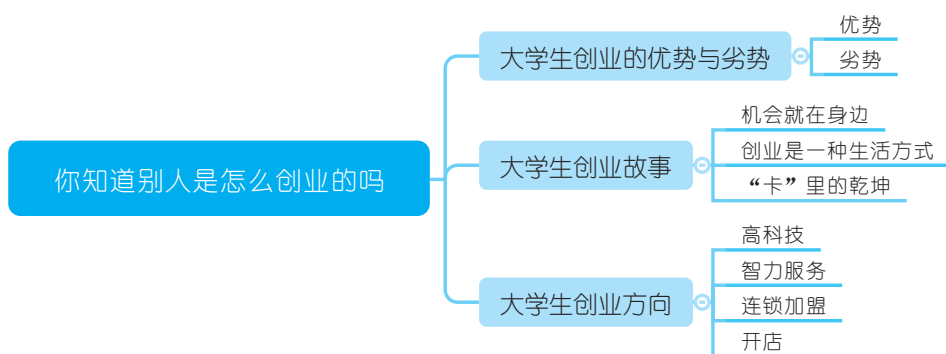 你知道别人是怎么创业的吗
大学生创业的优势与劣势
优势
劣势
大学生创业故事
机会就在身边
创业是一种生活方式
“卡”里的乾坤
大学生创业方向
高科技
智力服务
连锁加盟
开店